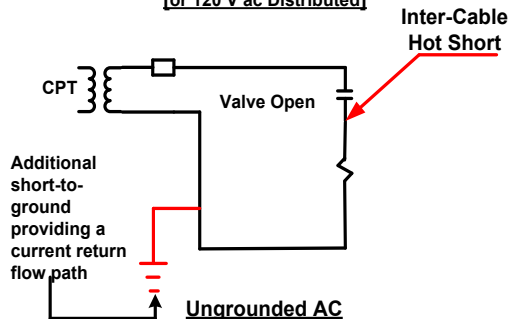 [or 120 V ac Distributed]
Inter-Cable
Hot Short
CPT
Valve Open
Additional
short-to-
ground
providing a
current return
flow path
Ungrounded AC